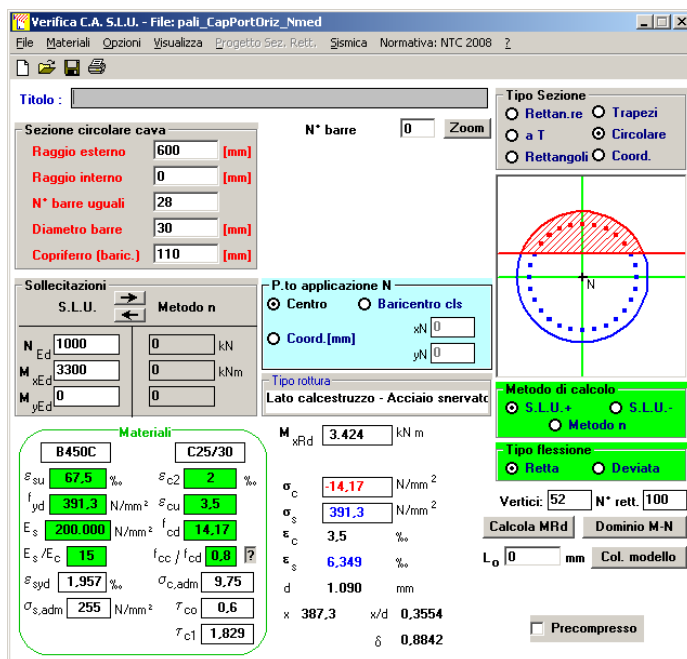 Verifica C.A. S.L.U. - File: pali_CapPortOriz_Nmed
File Materiali Opzioni Visualizza Progetto Sez. Rett. Sismica Normativa: NTC 2008 ?
Titolo :
Sezione circolare cava
Raggio esterno 600 [mm]
Raggio interno 0 [mm]
N° barre uguali 28
Diametro barre 30 [mm]
Copriferro (baric.) 110 [mm]
N° barre 0 Zoom
Tipo Sezione
Rettan.re Trapezi
a T Circolare
Rettangoli Coord.
N
Sollecitazioni
S.L.U. Metodo n
N Ed 1000 0 kN
M xEd 3300 0 kNm
M yEd 0 0
P.to applicazione N
Centro Baricentro cls
Coord.[mm] xN 0
yN 0
Tipo rottura
Lato calcestruzzo - Acciaio snervato
Metodo di calcolo
S.L.U.+ S.L.U.-
Metodo n
Tipo flessione
Retta Deviata
Materiali
B450C C25/30
εsu 67,5 ‰ εc2 2 ‰
fyd 391,3 N/mm² εcu 3,5
Es 200.000 N/mm² fcd 14,17
Es/Ec 15 fcc/fcd 0,8 ?
εsyd 1,957 ‰ σc,adm 9,75
σs,adm 255 N/mm² τco 0,6
τc1 1,829
M xRd 3.424 kN m
σc -14,17 N/mm²
σs 391,3 N/mm²
εc 3,5 ‰
εs 6,349 ‰
d 1.090 mm
x 387,3 x/d 0,3554
δ 0,8842
Vertici: 52 N° rett. 100
Calcola MRd Dominio M-N
Lo 0 mm Col. modello
Precompresso